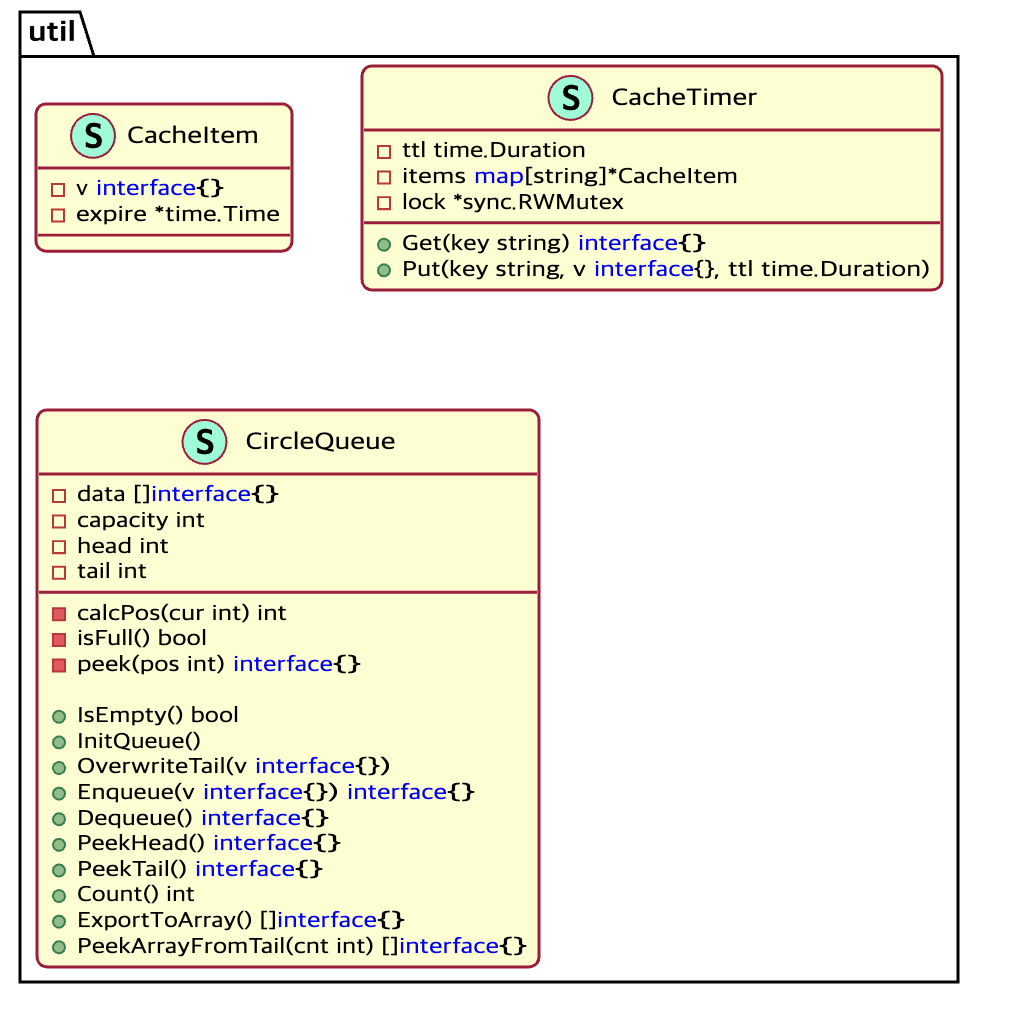 util
S CacheItem
v interface{}
expire *time.Time
S CacheTimer
ttl time.Duration
items map[string]*CacheItem
lock *sync.RWMutex
Get(key string) interface{}
Put(key string, v interface{}, ttl time.Duration)
S CircleQueue
data []interface{}
capacity int
head int
tail int
calcPos(cur int) int
isFull() bool
peek(pos int) interface{}
IsEmpty() bool
InitQueue()
OverwriteTail(v interface{})
Enqueue(v interface{}) interface{}
Dequeue() interface{}
PeekHead() interface{}
PeekTail() interface{}
Count() int
ExportToArray() []interface{}
PeekArrayFromTail(cnt int) []interface{}